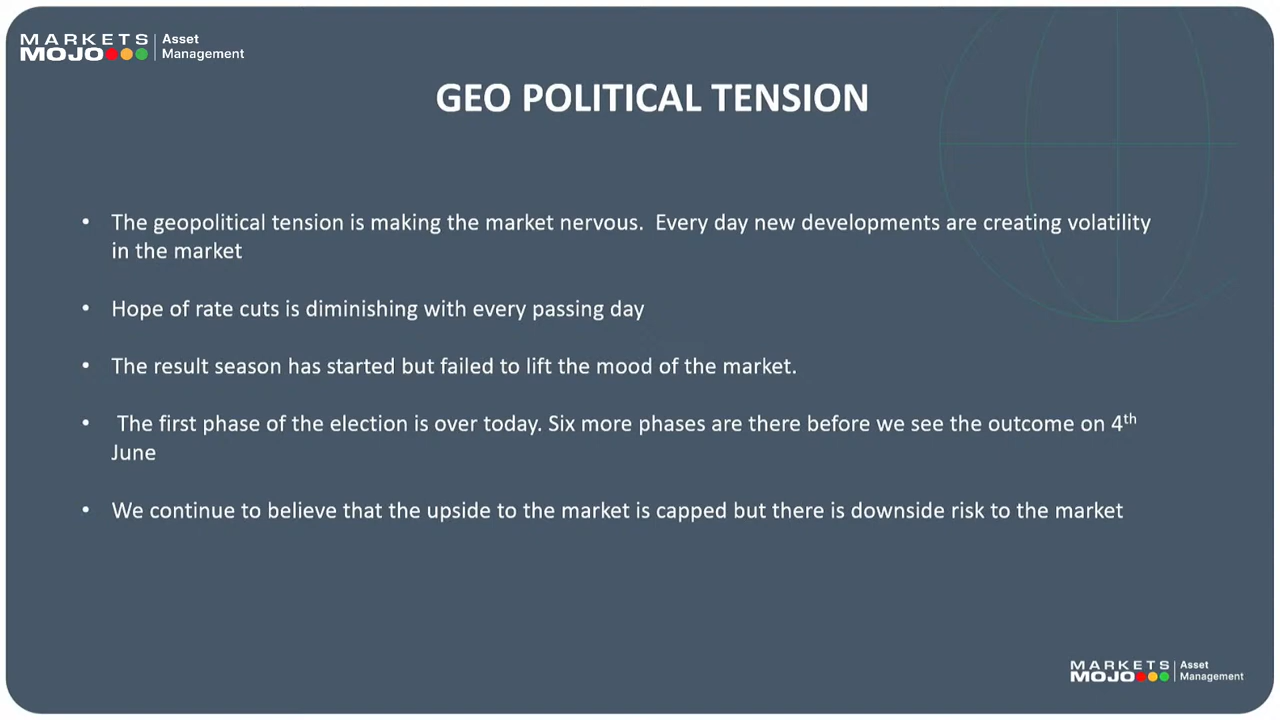 MARKETS
MOJO
Asset
Management
GEO POLITICAL TENSION
• The geopolitical tension is making the market nervous.  Every day new developments are creating volatility
in the market
• Hope of rate cuts is diminishing with every passing day
• The result season has started but failed to lift the mood of the market.
• The first phase of the election is over today. Six more phases are there before we see the outcome on 4th
June
• We continue to believe that the upside to the market is capped but there is downside risk to the market
MARKETS
MOJO
Asset
Management